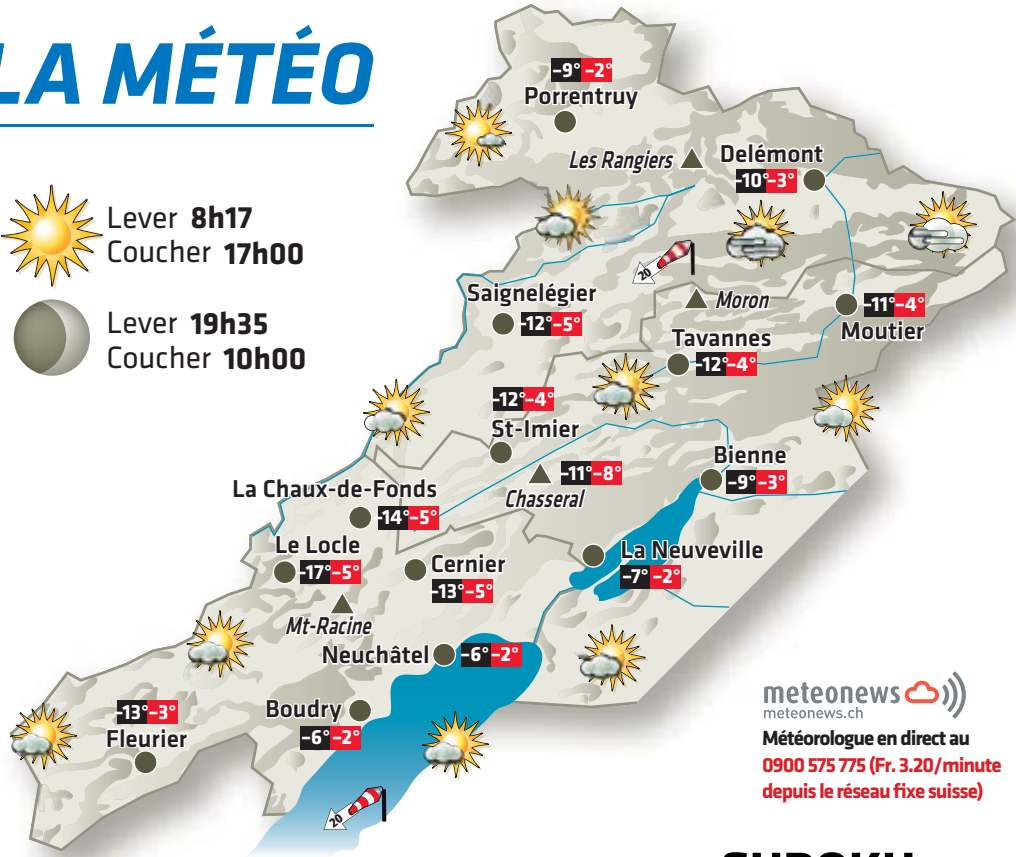 LA MÉTÉO
Lever 8h17
Coucher 17h00
Lever 19h35
Coucher 10h00
–9° –2°
Porrentruy
Les Rangiers
Delémont
–10° –3°
20
Saignelégier
–12° –5°
Moron
–11° –4°
Moutier
Tavannes
–12° –4°
–12° –4°
St-Imier
–11° –8°
Chasseral
Bienne
–9° –3°
La Chaux-de-Fonds
–14° –5°
Le Locle
–17° –5°
Cernier
–13° –5°
La Neuveville
–7° –2°
Mt-Racine
Neuchâtel –6° –2°
Boudry
–6° –2°
–13° –3°
Fleurier
20
meteonews
meteonews.ch
Météorologue en direct au
0900 575 775 (Fr. 3.20/minute
depuis le réseau fixe suisse)